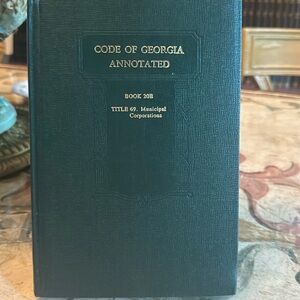 CODE OF GEORGIA
ANNOTATED
BOOK 20B
TITLE 69. Municipal
Corporations